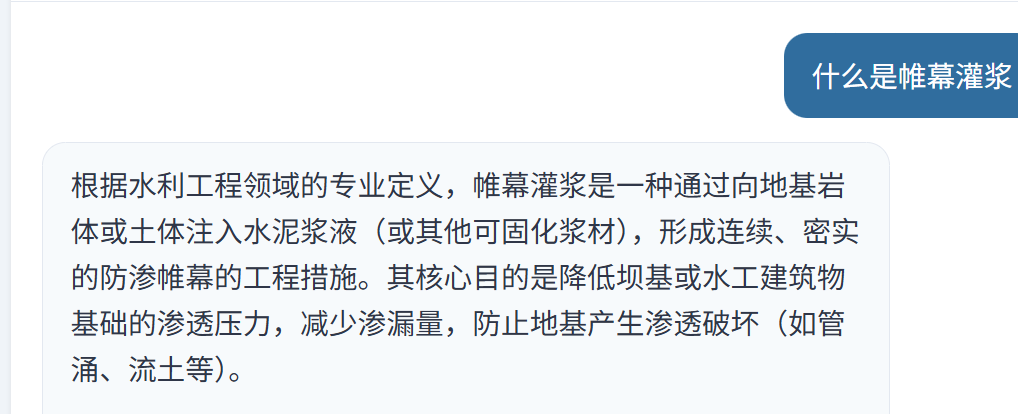 什么是帷幕灌浆
根据水利工程领域的专业定义，帷幕灌浆是一种通过向地基岩
体或土体注入水泥浆液（或其他可固化浆材），形成连续、密实
的防渗帷幕的工程措施。其核心目的是降低坝基或水工建筑物
基础的渗透压力，减少渗漏量，防止地基产生渗透破坏（如管
涌、流土等）。